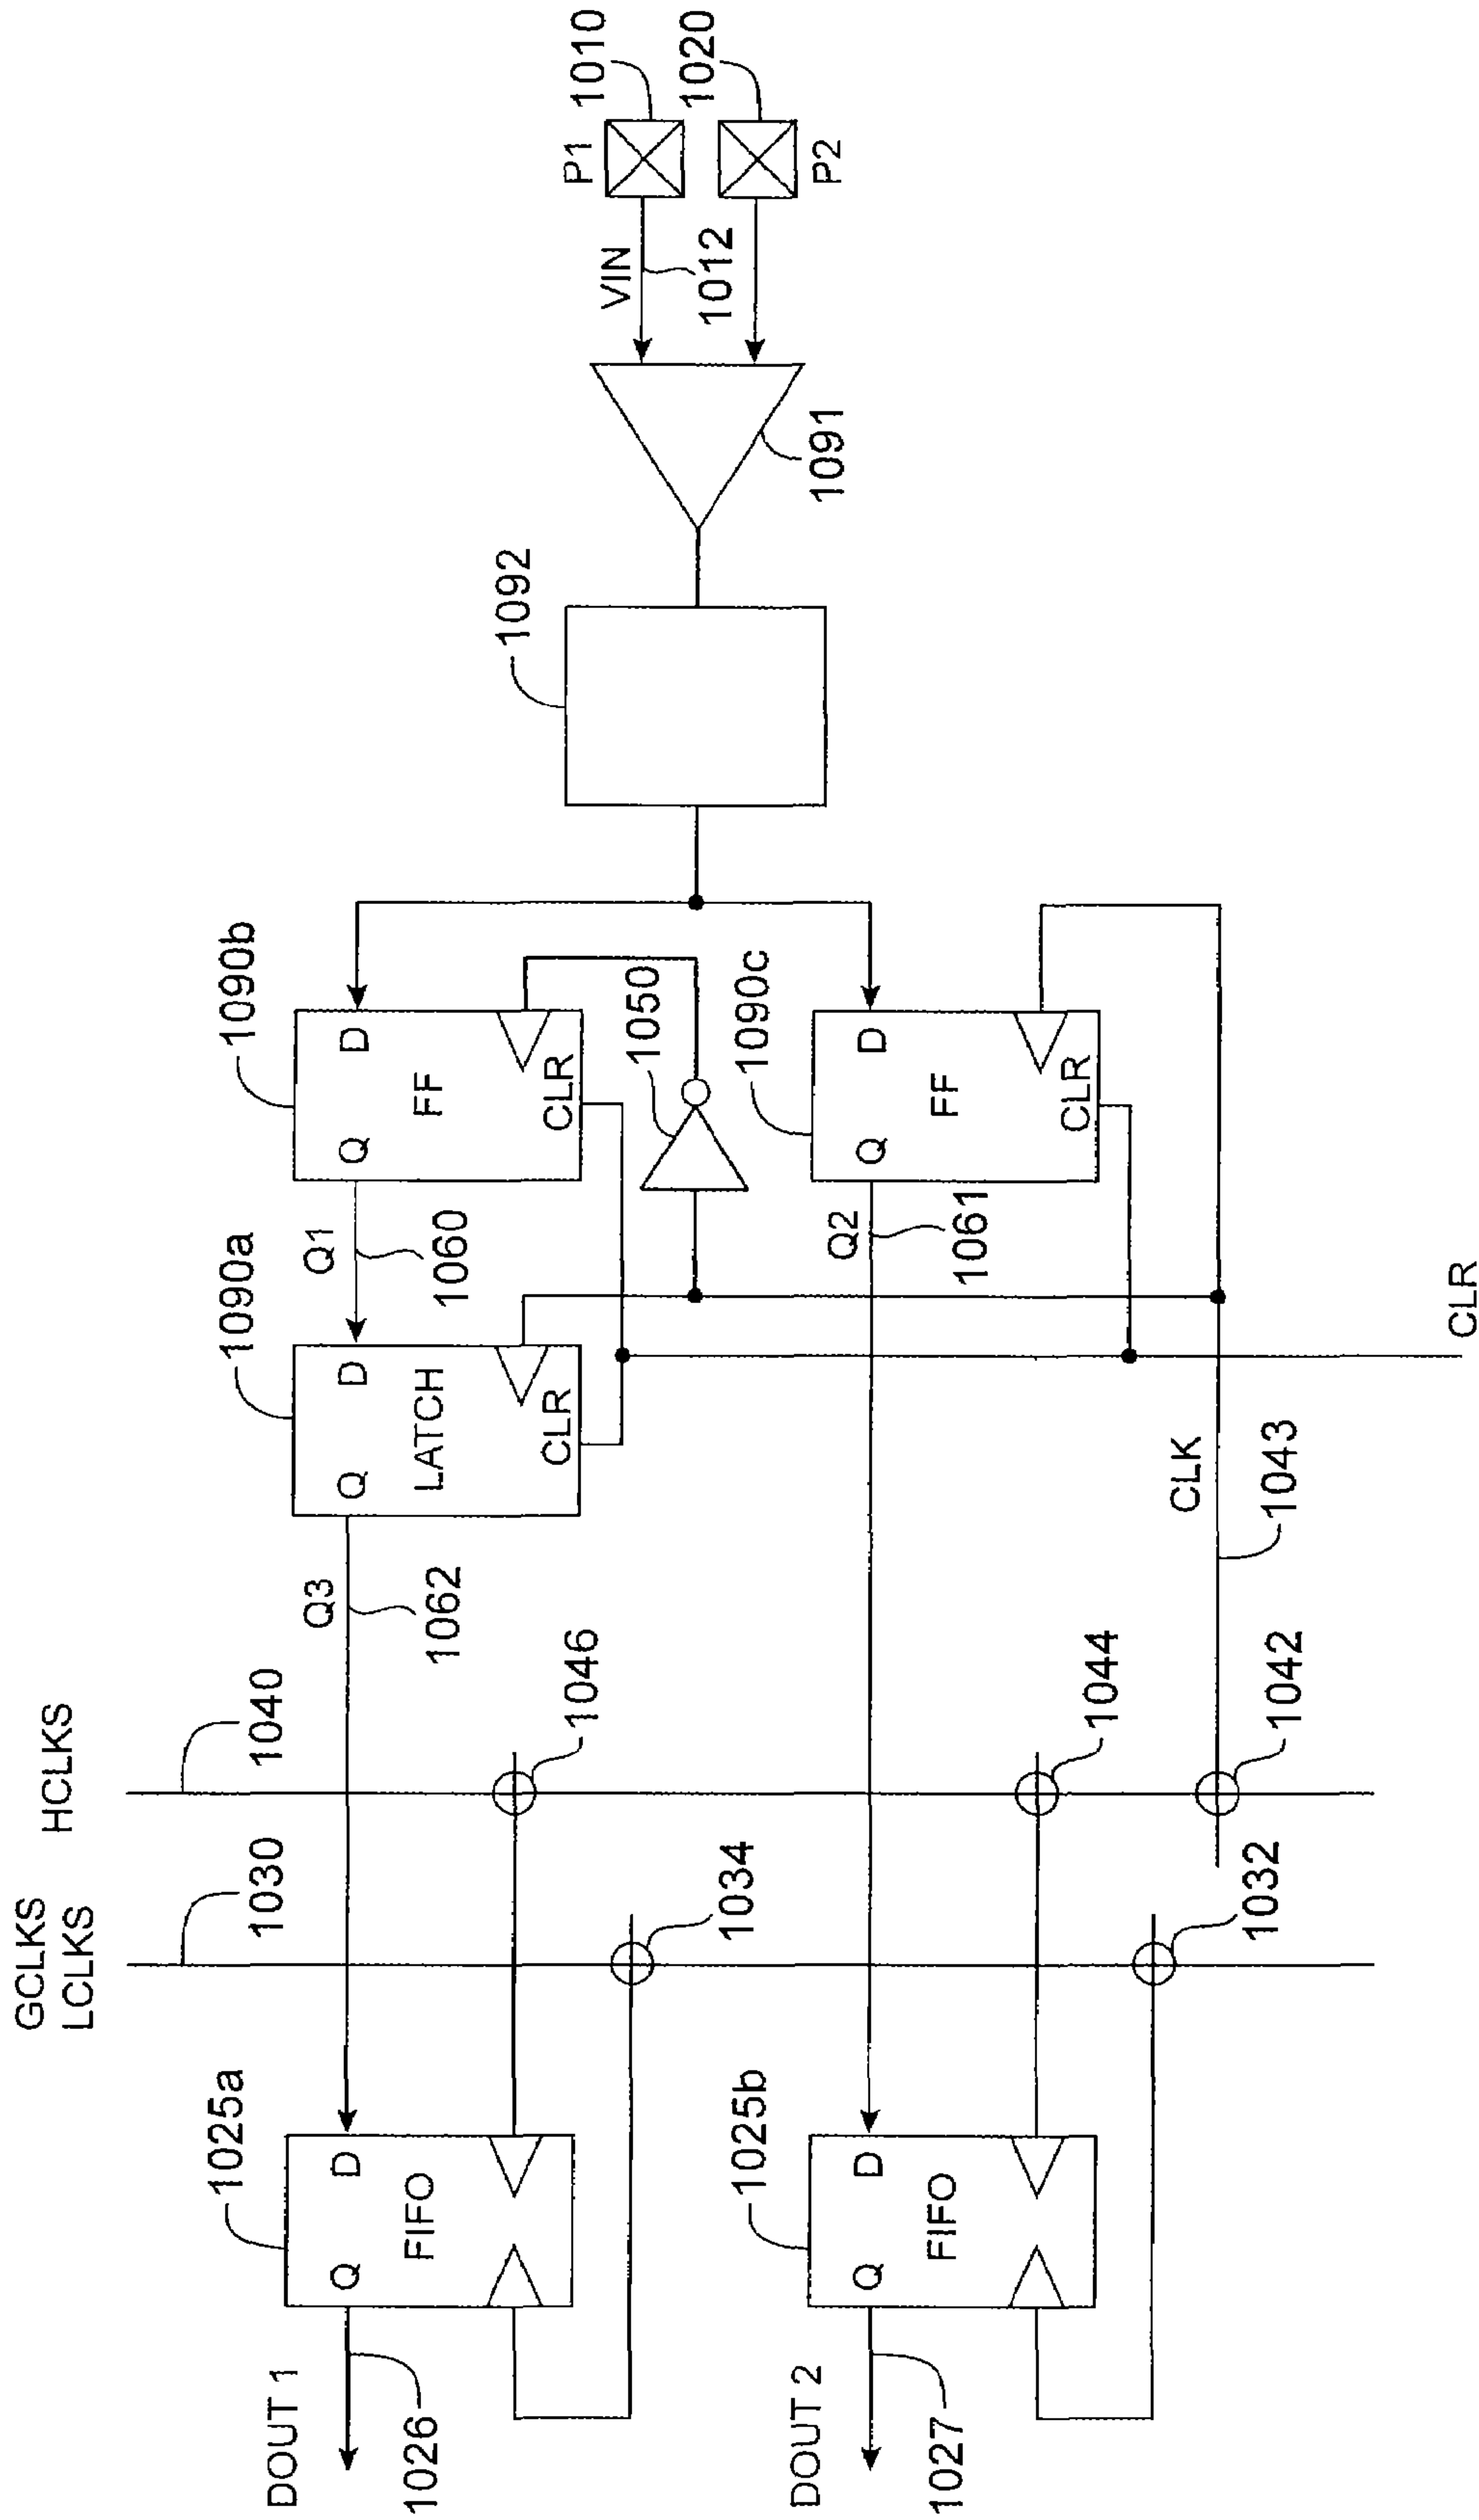 GCLKS
LCLKS
1030
HCLKS
1040
P1
1010
1020
P2
VIN
1012
1091
1092
1090b
D
Q
FF
CLR
1050
1090c
D
Q
FF
CLR
Q1
1060
Q2
1061
1090a
D
Q
LATCH
CLR
CLR
CLK
1043
Q3
1062
1046
1044
1042
1034
1032
1025a
D
Q
FIFO
1025b
D
Q
FIFO
DOUT 1
1026
DOUT 2
1027